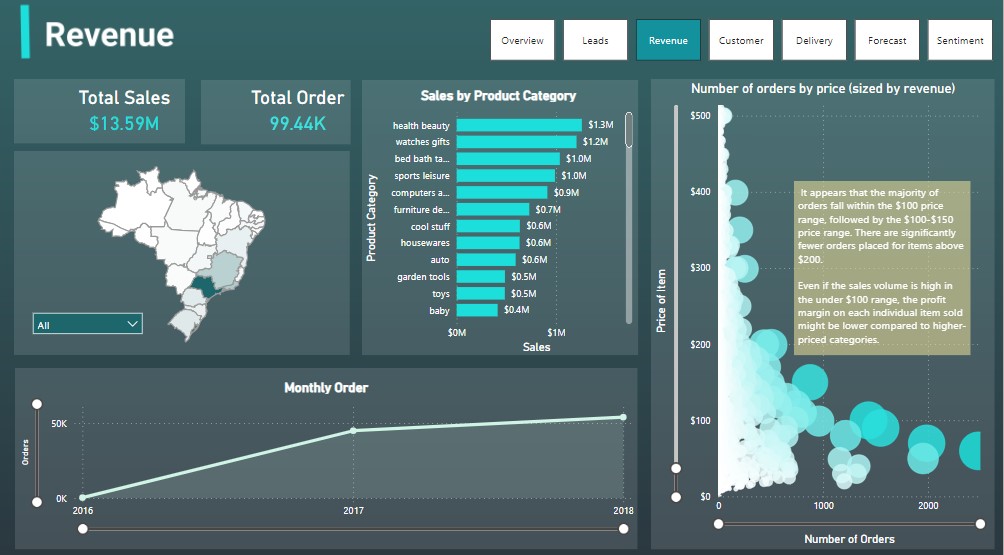 Revenue
Overview
Leads
Revenue
Customer
Delivery
Forecast
Sentiment
Total Sales
$13.59M
Total Order
99.44K
All
Sales by Product Category
Product Category
health beauty
$1.3M
watches gifts
$1.2M
bed bath ta...
$1.0M
sports leisure
$1.0M
computers a...
$0.9M
furniture de...
$0.7M
cool stuff
$0.6M
housewares
$0.6M
auto
$0.6M
garden tools
$0.5M
toys
$0.5M
baby
$0.4M
$0M
$1M
Sales
Number of orders by price (sized by revenue)
Price of Item
$500
$400
$300
$200
$100
$0
It appears that the majority of
orders fall within the $100 price
range, followed by the $100-$150
price range. There are significantly
fewer orders placed for items above
$200.
Even if the sales volume is high in
the under $100 range, the profit
margin on each individual item sold
might be lower compared to higher-
priced categories.
0
1000
2000
Number of Orders
Monthly Order
Orders
50K
0K
2016
2017
2018